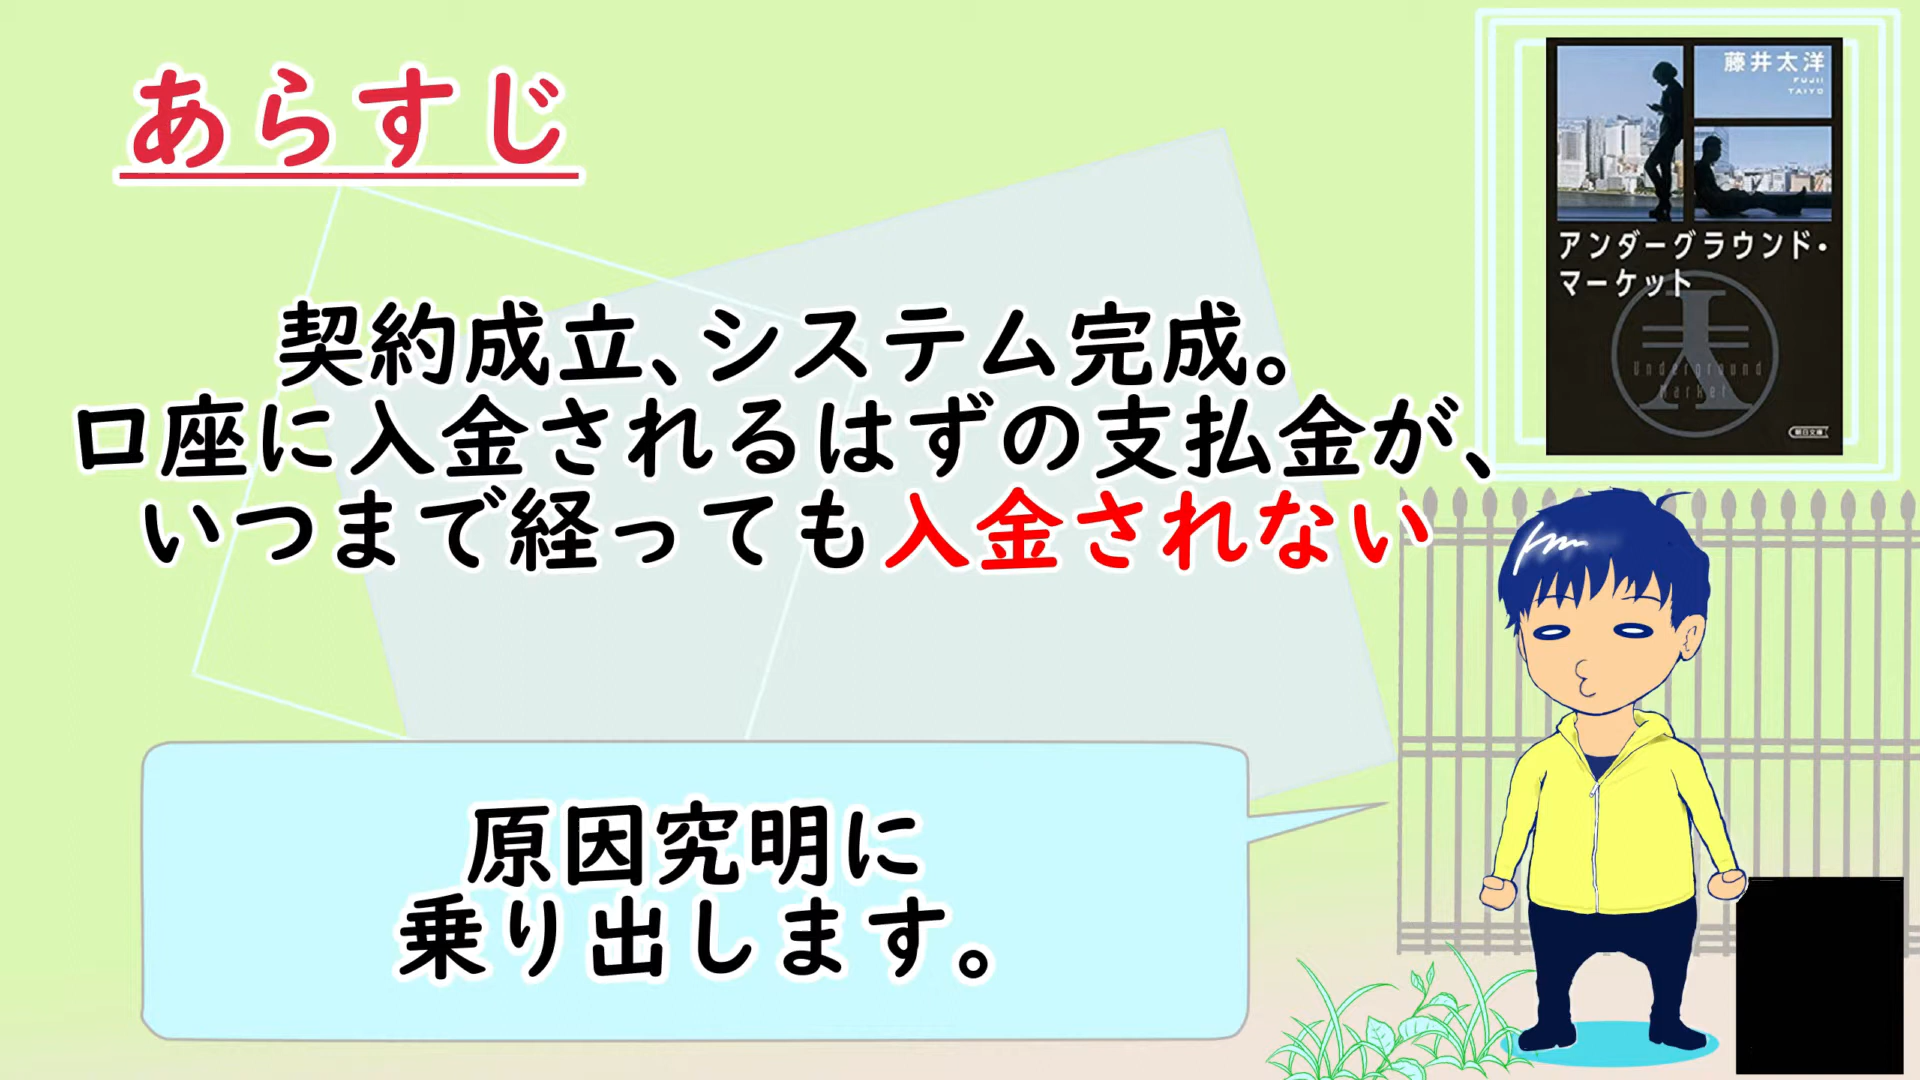 あらすじ
契約成立、システム完成。
口座に入金されるはずの支払金が、
いつまで経っても入金されない
原因究明に
乗り出します。
藤井太洋
FUJII
TAIYO
アンダーグラウンド・
マーケット
Underground
Market
朝日文庫